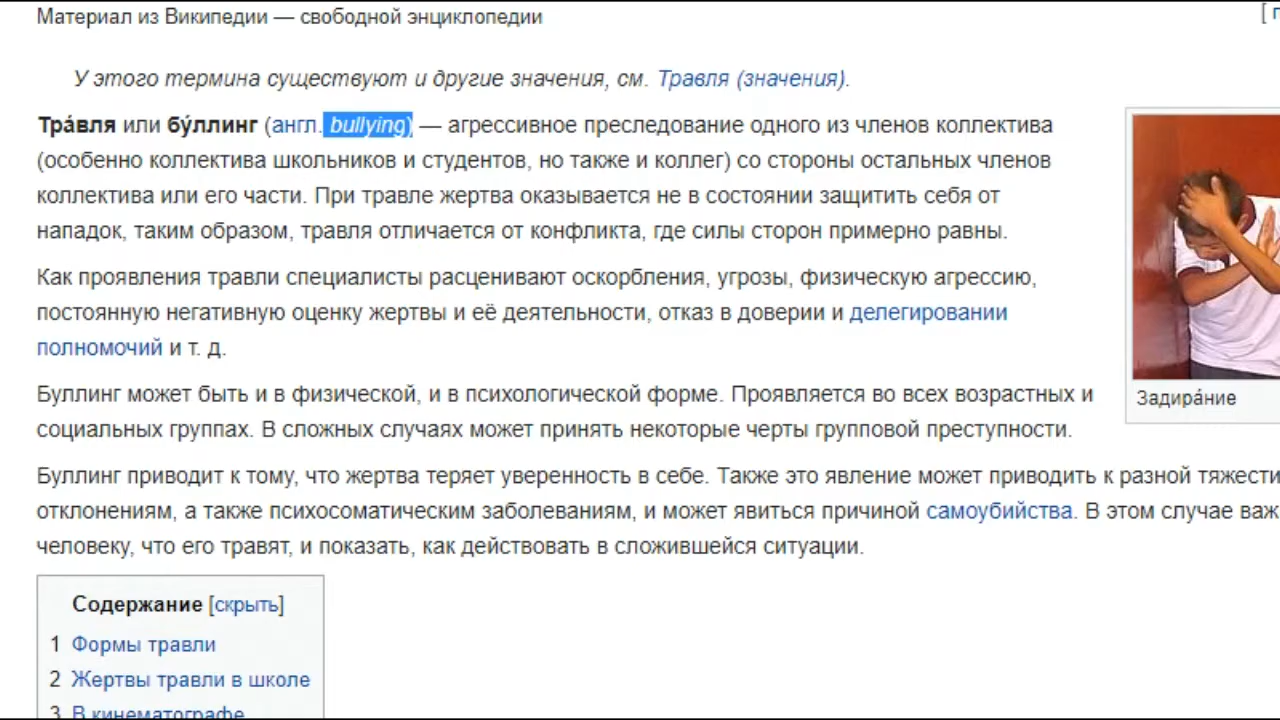 Материал из Википедии — свободной энциклопедии
[
У этого термина существуют и другие значения, см. Травля (значения).
Тра́вля или бу́ллинг (англ. bullying) — агрессивное преследование одного из членов коллектива
(особенно коллектива школьников и студентов, но также и коллег) со стороны остальных членов
коллектива или его части. При травле жертва оказывается не в состоянии защитить себя от
нападок, таким образом, травля отличается от конфликта, где силы сторон примерно равны.
Как проявления травли специалисты расценивают оскорбления, угрозы, физическую агрессию,
постоянную негативную оценку жертвы и её деятельности, отказ в доверии и делегировании
полномочий и т. д.
Задира́ние
Буллинг может быть и в физической, и в психологической форме. Проявляется во всех возрастных и
социальных группах. В сложных случаях может принять некоторые черты групповой преступности.
Буллинг приводит к тому, что жертва теряет уверенность в себе. Также это явление может приводить к разной тяжести
отклонениям, а также психосоматическим заболеваниям, и может явиться причиной самоубийства. В этом случае важ
человеку, что его травят, и показать, как действовать в сложившейся ситуации.
Содержание [скрыть]
1 Формы травли
2 Жертвы травли в школе
3 В кинематографе